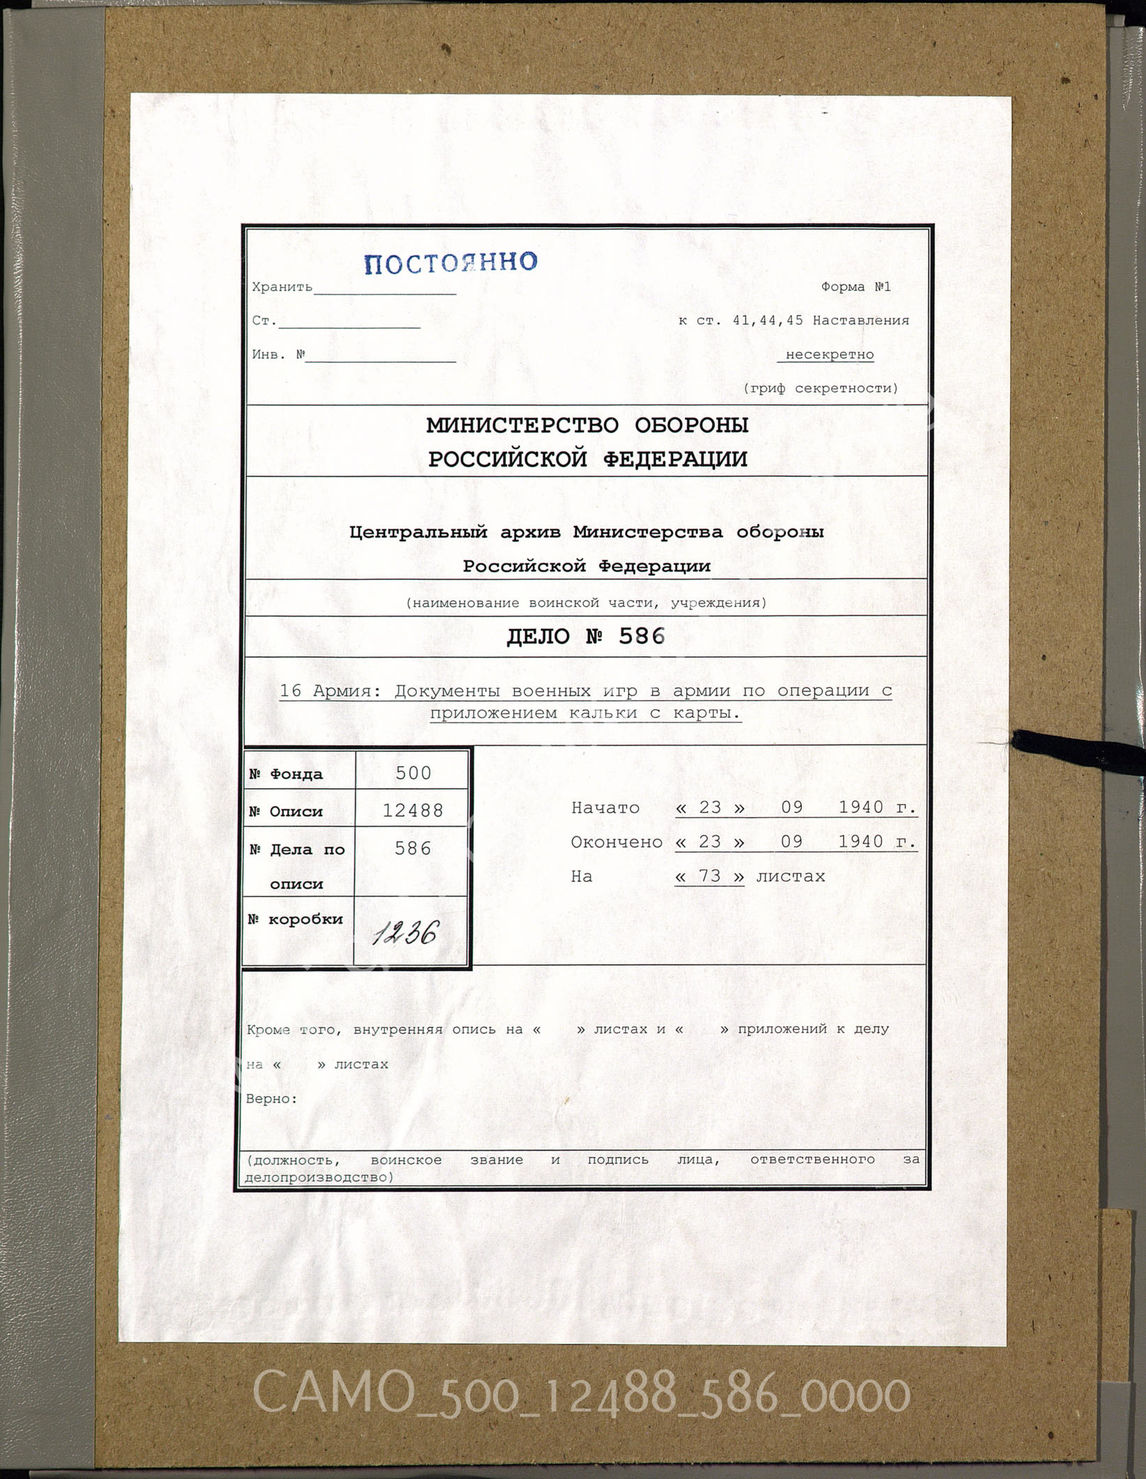 ПОСТОЯННО
Хранить
Форма №1
Ст.
к ст. 41,44,45 Наставления
Инв. №
несекретно
(гриф секретности)
МИНИСТЕРСТВО ОБОРОНЫ
РОССИЙСКОЙ ФЕДЕРАЦИИ
Центральный архив Министерства обороны
Российской Федерации
(наименование воинской части, учреждения)
ДЕЛО № 586
16 Армия: Документы военных игр в армии по операции с
приложением кальки с карты.
№ Фонда 500
№ Описи 12488
№ Дела по 586
описи
№ коробки 1236
Начато « 23 » 09 1940 г.
Окончено « 23 » 09 1940 г.
На « 73 » листах
Кроме того, внутренняя опись на « » листах и « » приложений к делу
на « » листах
Верно:
(должность, воинское звание и подпись лица, ответственного за
делопроизводство)
CAMO_500_12488_586_0000